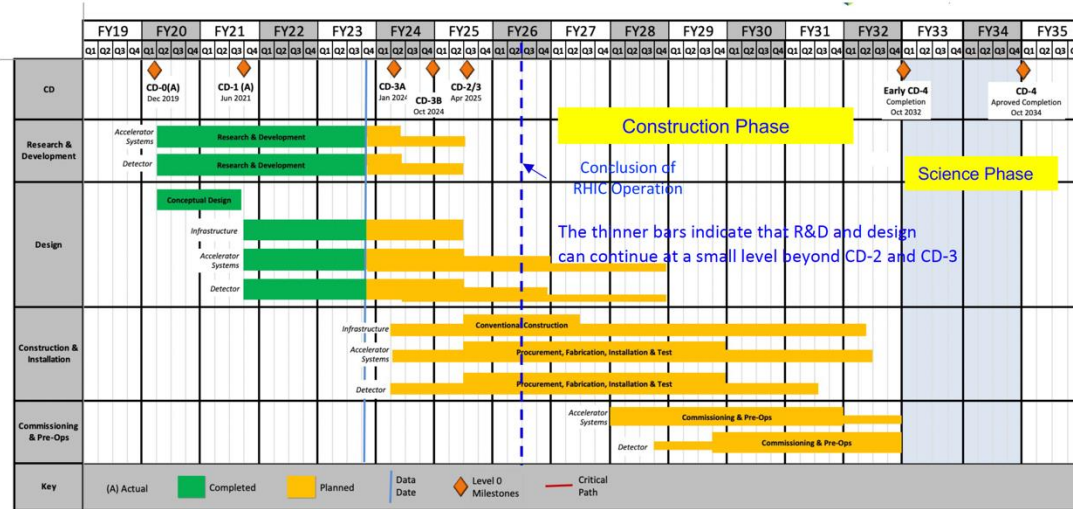 FY19 FY20 FY21 FY22 FY23 FY24 FY25 FY26 FY27 FY28 FY29 FY30 FY31 FY32 FY33 FY34 FY35
Q1 Q2 Q3 Q4 Q1 Q2 Q3 Q4 Q1 Q2 Q3 Q4 Q1 Q2 Q3 Q4 Q1 Q2 Q3 Q4 Q1 Q2 Q3 Q4 Q1 Q2 Q3 Q4 Q1 Q2 Q3 Q4 Q1 Q2 Q3 Q4 Q1 Q2 Q3 Q4 Q1 Q2 Q3 Q4 Q1 Q2 Q3 Q4 Q1 Q2 Q3 Q4 Q1 Q2 Q3 Q4 Q1 Q2 Q3 Q4 Q1 Q2 Q3 Q4 Q1 Q2 Q3 Q4
CD
CD-0(A)
Dec 2019
CD-1 (A)
Jun 2021
CD-3A
Jan 2024
CD-3B
Oct 2024
CD-2/3
Apr 2025
Early CD-4
Completion
Oct 2032
CD-4
Aproved Completion
Oct 2034
Construction Phase
Science Phase
Research &
Development
Accelerator
Systems
Research & Development
Detector
Research & Development
Conclusion of
RHIC Operation
The thinner bars indicate that R&D and design
can continue at a small level beyond CD-2 and CD-3
Design
Conceptual Design
Infrastructure
Accelerator
Systems
Detector
Construction &
Installation
Infrastructure
Conventional Construction
Accelerator
Systems
Procurement, Fabrication, Installation & Test
Detector
Procurement, Fabrication, Installation & Test
Commissioning
& Pre-Ops
Accelerator
Systems
Commissioning & Pre-Ops
Detector
Commissioning & Pre-Ops
Key
(A) Actual
Completed
Planned
Data
Date
Level 0
Milestones
Critical
Path